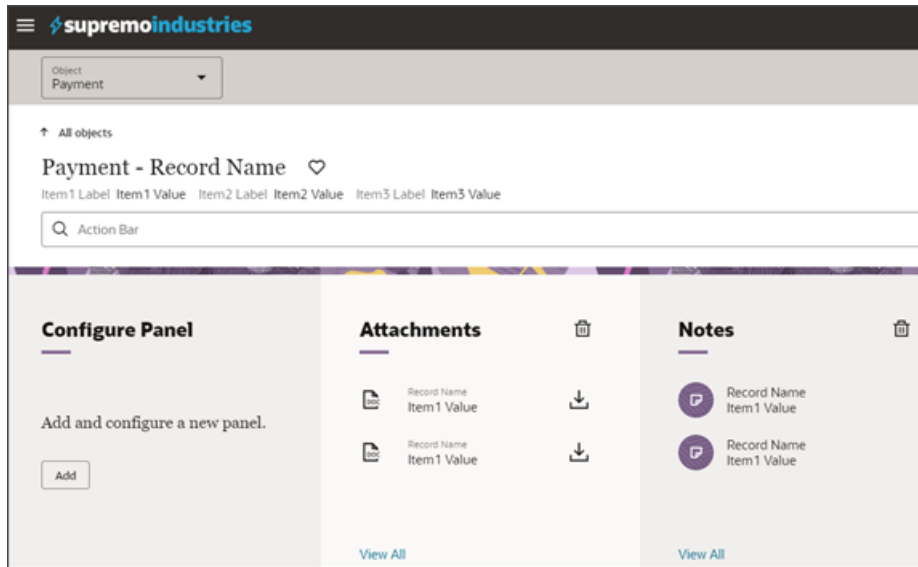 supremoindustries
Object
Payment
All objects
Payment - Record Name
Item1 Label Item1 Value Item2 Label Item2 Value Item3 Label Item3 Value
Action Bar
Configure Panel
Add and configure a new panel.
Add
Attachments
DOC
Record Name
Item1 Value
DOC
Record Name
Item1 Value
View All
Notes
Record Name
Item1 Value
Record Name
Item1 Value
View All